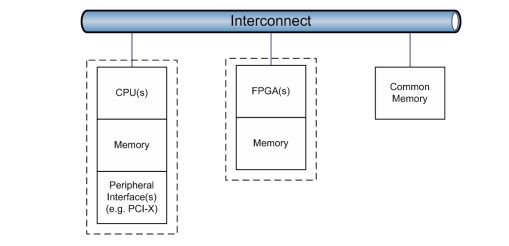 Interconnect
CPU(s)
Memory
Peripheral
Interface(s)
(e.g. PCI-X)
FPGA(s)
Memory
Common
Memory